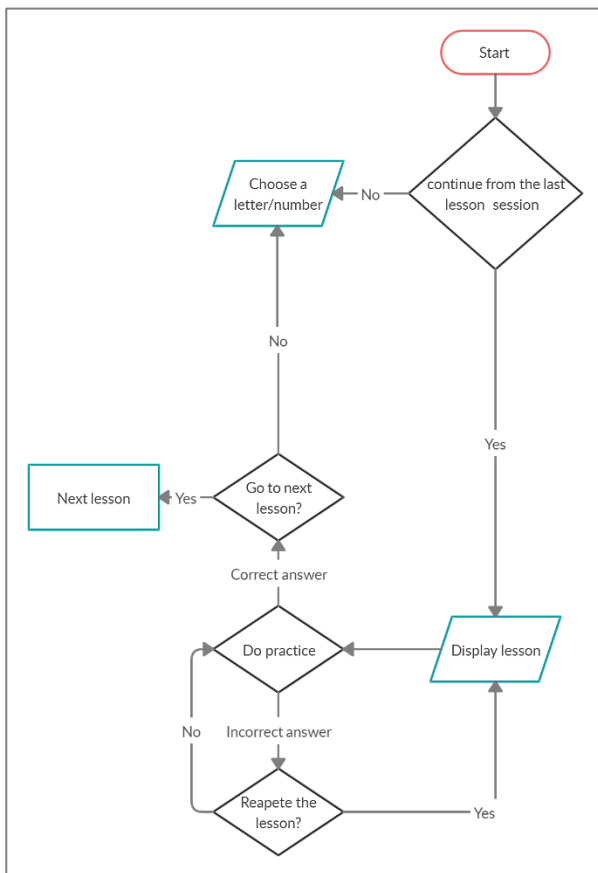 Start
continue from the last
lesson session
No
Choose a
letter/number
No
Yes
Go to next
lesson?
Yes
Next lesson
Correct answer
Do practice
Display lesson
No
Incorrect answer
Reapete the
lesson?
Yes